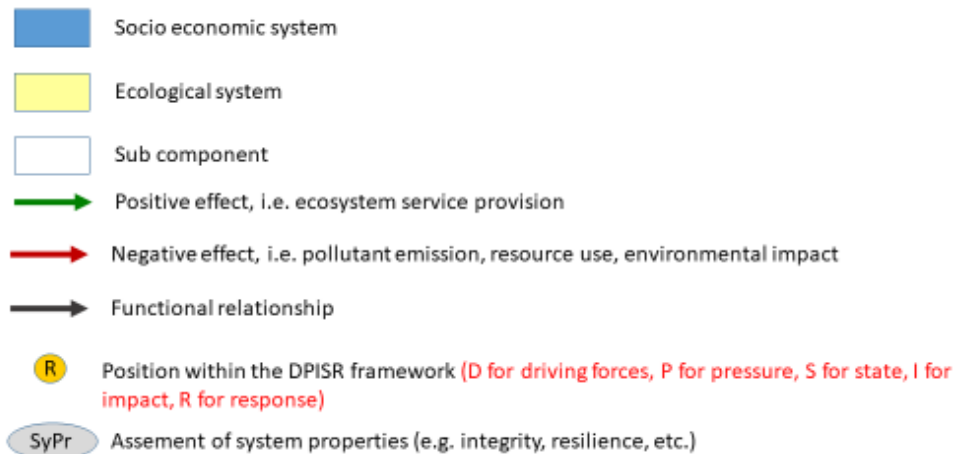 Socio economic system
Ecological system
Sub component
Positive effect, i.e. ecosystem service provision
Negative effect, i.e. pollutant emission, resource use, environmental impact
Functional relationship
R Position within the DPISR framework (D for driving forces, P for pressure, S for state, I for
impact, R for response)
SyPr Assement of system properties (e.g. integrity, resilience, etc.)